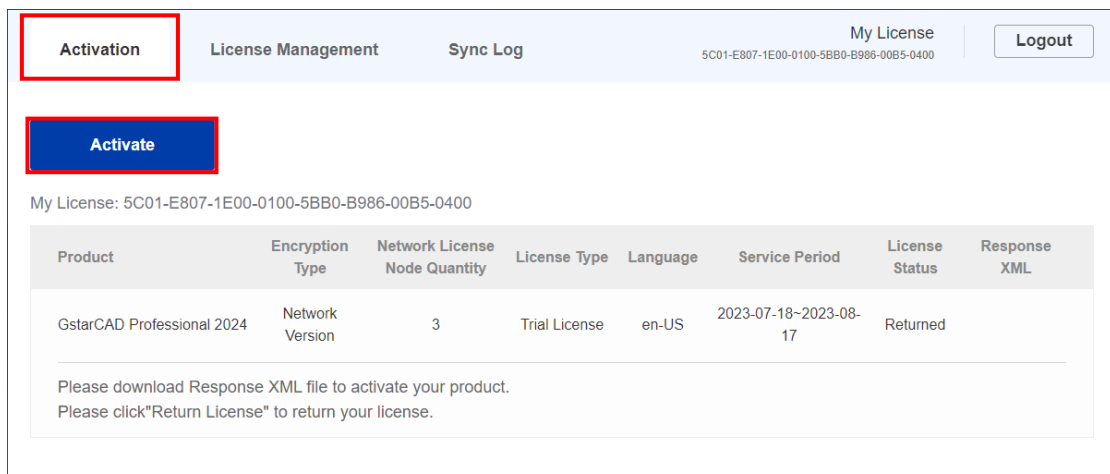 Activation License Management Sync Log My License Logout
5C01-E807-1E00-0100-5BB0-B986-00B5-0400
Activate
My License: 5C01-E807-1E00-0100-5BB0-B986-00B5-0400
Product Encryption Type Network License Node Quantity License Type Language Service Period License Status Response XML
GstarCAD Professional 2024 Network Version 3 Trial License en-US 2023-07-18~2023-08-17 Returned
Please download Response XML file to activate your product.
Please click"Return License" to return your license.